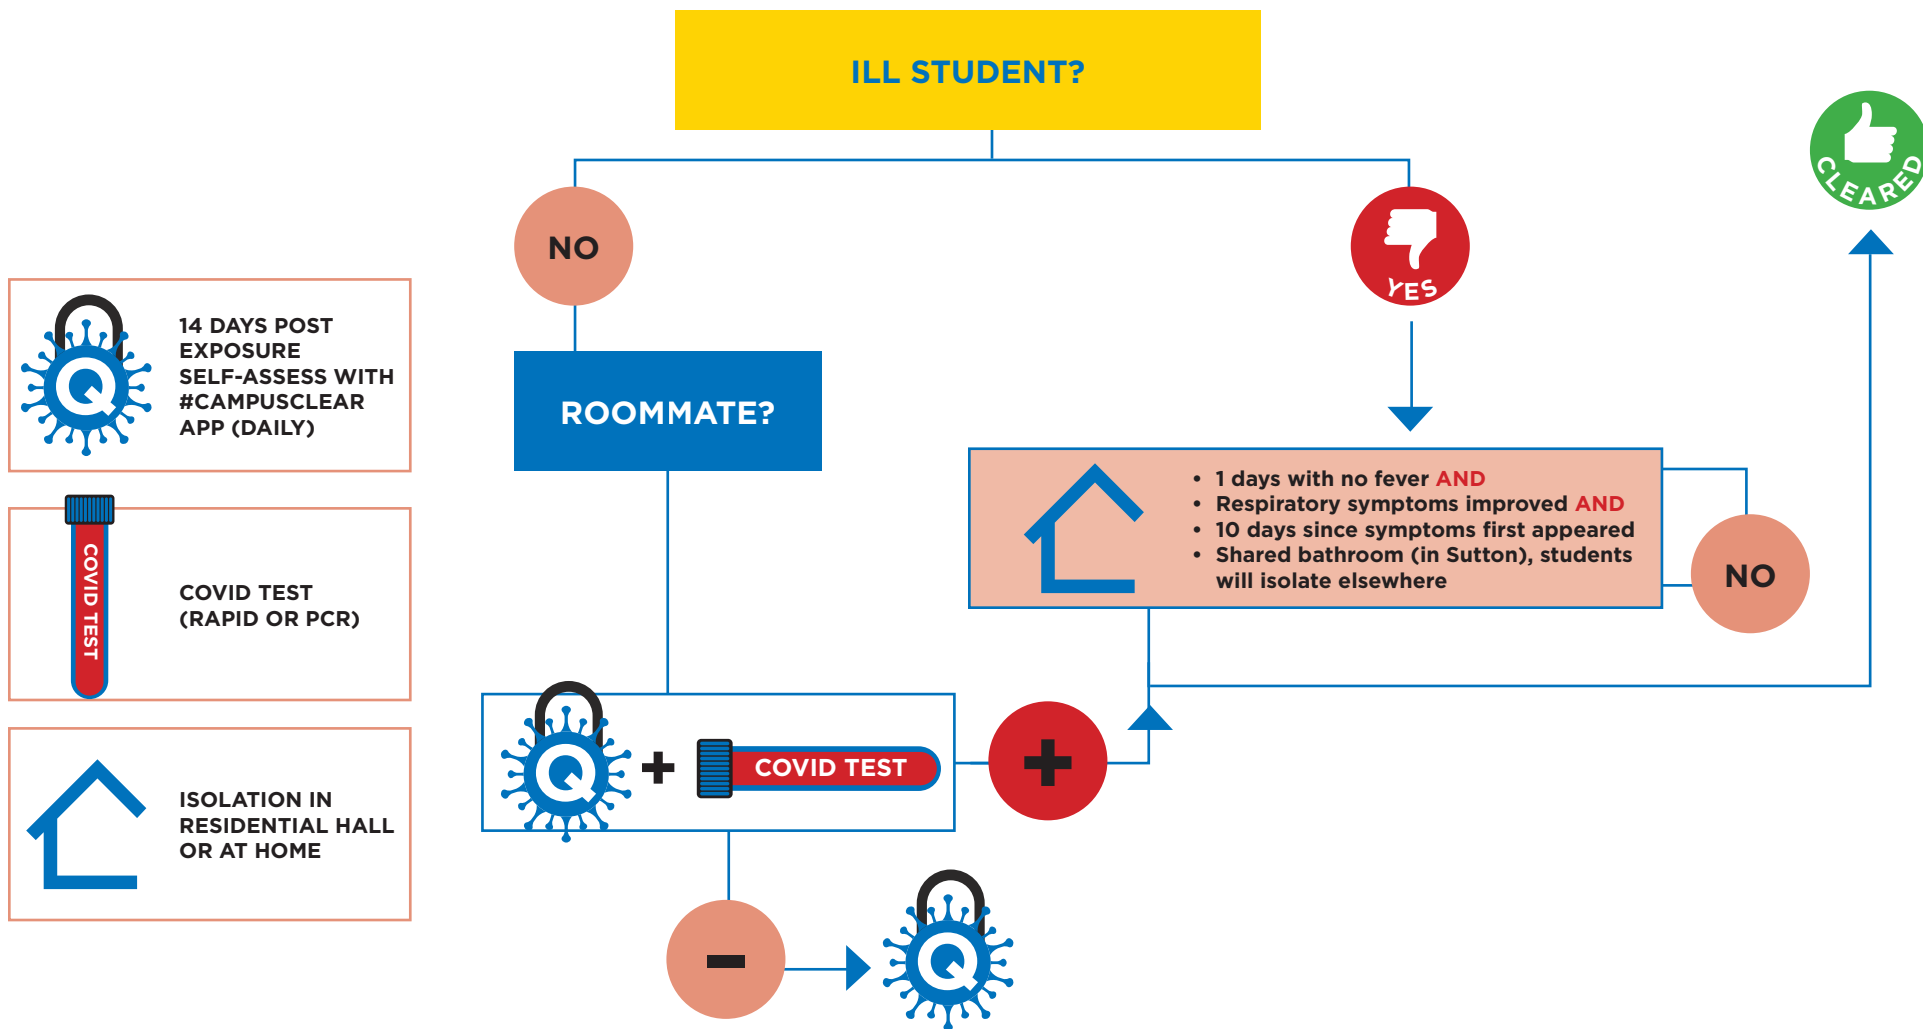 ILL STUDENT?
CLEARED
NO
YES
14 DAYS POST
EXPOSURE
SELF-ASSESS WITH
#CAMPUSCLEAR
APP (DAILY)
Q
ROOMMATE?
• 1 days with no fever AND
• Respiratory symptoms improved AND
• 10 days since symptoms first appeared
• Shared bathroom (in Sutton), students
will isolate elsewhere
NO
COVID TEST
COVID TEST
(RAPID OR PCR)
Q
+
COVID TEST
+
ISOLATION IN
RESIDENTIAL HALL
OR AT HOME
-
Q